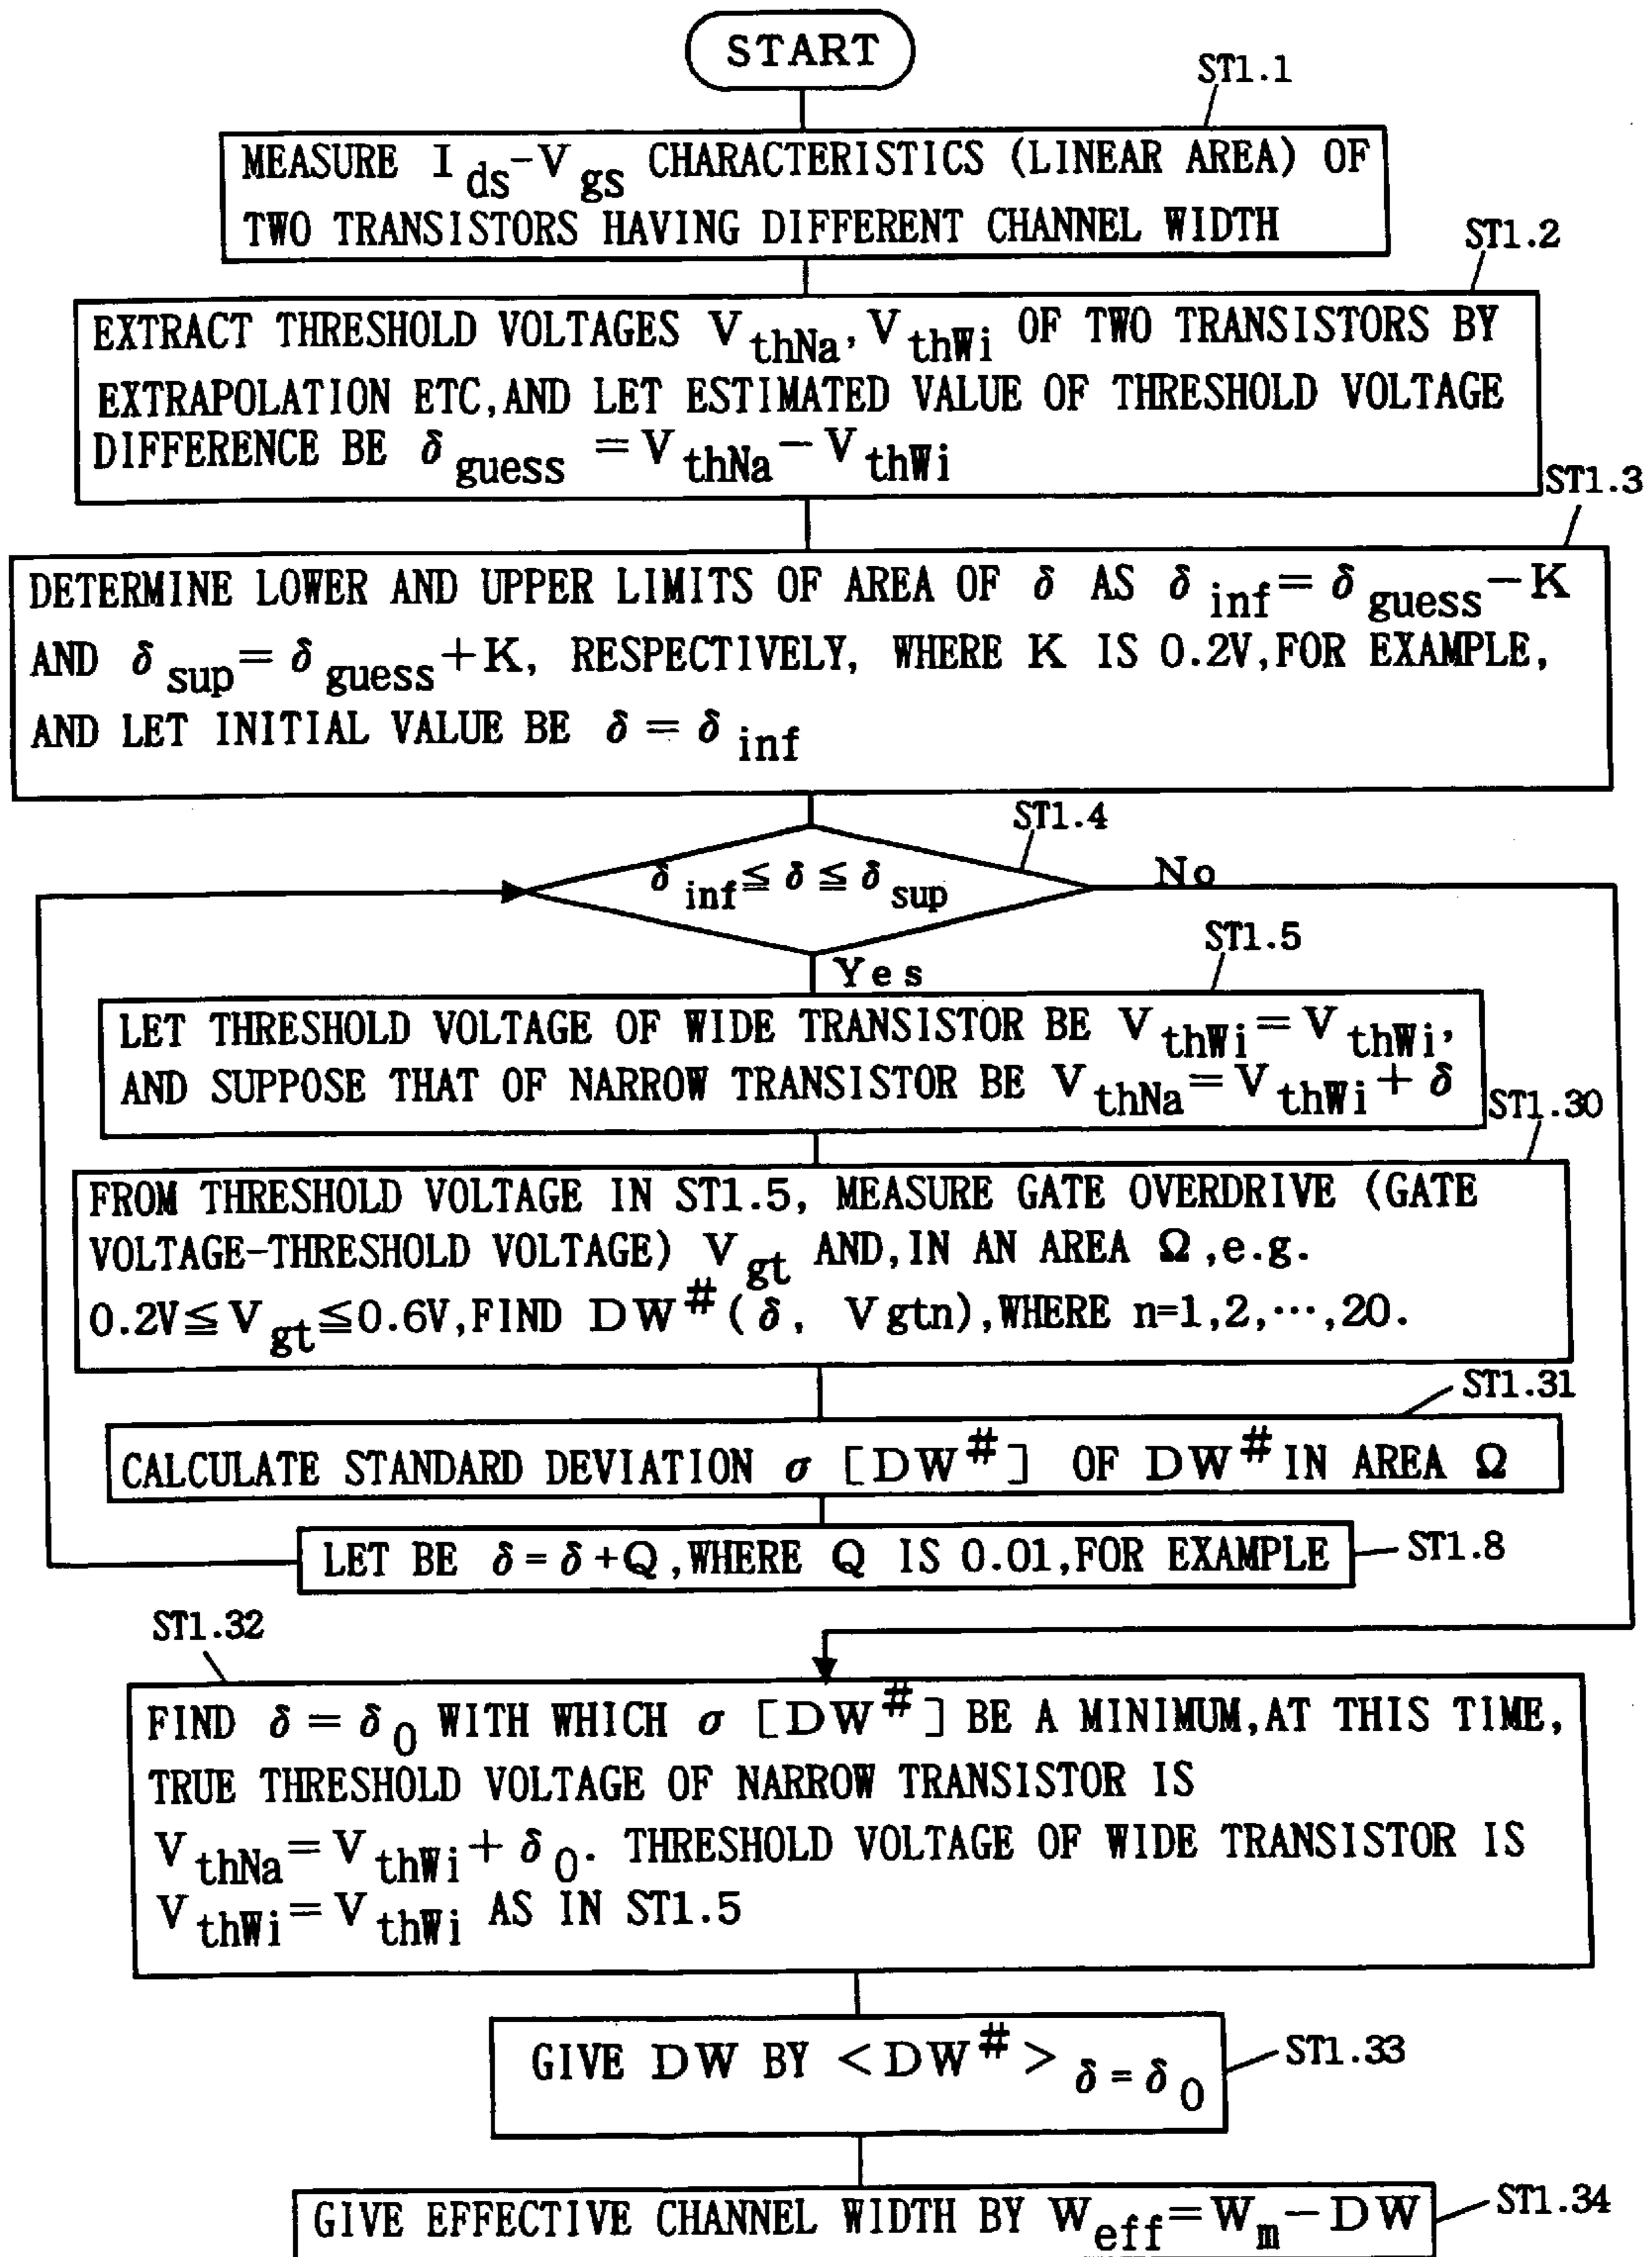 START
ST1.1
MEASURE I ds-V gs CHARACTERISTICS (LINEAR AREA) OF
TWO TRANSISTORS HAVING DIFFERENT CHANNEL WIDTH
ST1.2
EXTRACT THRESHOLD VOLTAGES V thNa, V thWi OF TWO TRANSISTORS BY
EXTRAPOLATION ETC,AND LET ESTIMATED VALUE OF THRESHOLD VOLTAGE
DIFFERENCE BE δ guess = V thNa − V thWi
ST1.3
DETERMINE LOWER AND UPPER LIMITS OF AREA OF δ AS δ inf = δ guess − K
AND δ sup = δ guess + K, RESPECTIVELY, WHERE K IS 0.2V,FOR EXAMPLE,
AND LET INITIAL VALUE BE δ = δ inf
ST1.4
δ inf ≦ δ ≦ δ sup
No
Yes
ST1.5
LET THRESHOLD VOLTAGE OF WIDE TRANSISTOR BE V thWi = V thWi,
AND SUPPOSE THAT OF NARROW TRANSISTOR BE V thNa = V thWi + δ
ST1.30
FROM THRESHOLD VOLTAGE IN ST1.5, MEASURE GATE OVERDRIVE (GATE
VOLTAGE-THRESHOLD VOLTAGE) V gt AND,IN AN AREA Ω,e.g.
0.2V≦V gt≦0.6V,FIND DW#(δ, Vgtn),WHERE n=1,2,⋯,20.
ST1.31
CALCULATE STANDARD DEVIATION σ [DW#] OF DW# IN AREA Ω
LET BE δ = δ + Q,WHERE Q IS 0.01,FOR EXAMPLE
ST1.8
ST1.32
FIND δ = δ 0 WITH WHICH σ [DW#] BE A MINIMUM,AT THIS TIME,
TRUE THRESHOLD VOLTAGE OF NARROW TRANSISTOR IS
V thNa = V thWi + δ 0. THRESHOLD VOLTAGE OF WIDE TRANSISTOR IS
V thWi = V thWi AS IN ST1.5
GIVE DW BY <DW#> δ = δ 0
ST1.33
GIVE EFFECTIVE CHANNEL WIDTH BY W eff = W m − DW
ST1.34